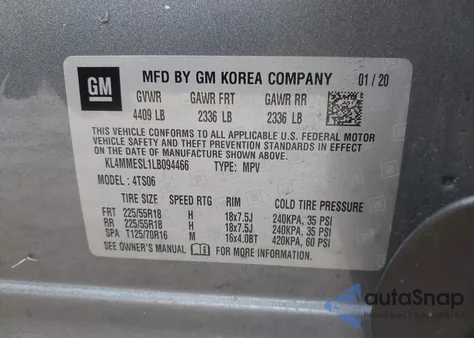 GM MFD BY GM KOREA COMPANY 01 / 20
GVWR GAWR FRT GAWR RR
4409 LB 2336 LB 2336 LB
THIS VEHICLE CONFORMS TO ALL APPLICABLE U.S. FEDERAL MOTOR
VEHICLE SAFETY AND THEFT PREVENTION STANDARDS IN EFFECT
ON THE DATE OF MANUFACTURE SHOWN ABOVE.
KL4MMESL1LB094466 TYPE: MPV
MODEL: 4TS06
TIRE SIZE SPEED RTG RIM COLD TIRE PRESSURE
FRT 225/55R18 H 18x7.5J 240KPA, 35 PSI
RR 225/55R18 H 18x7.5J 240KPA, 35 PSI
SPA T125/70R16 M 16x4.0BT 420KPA, 60 PSI
SEE OWNER'S MANUAL FOR MORE INFORMATION.
autoSnap